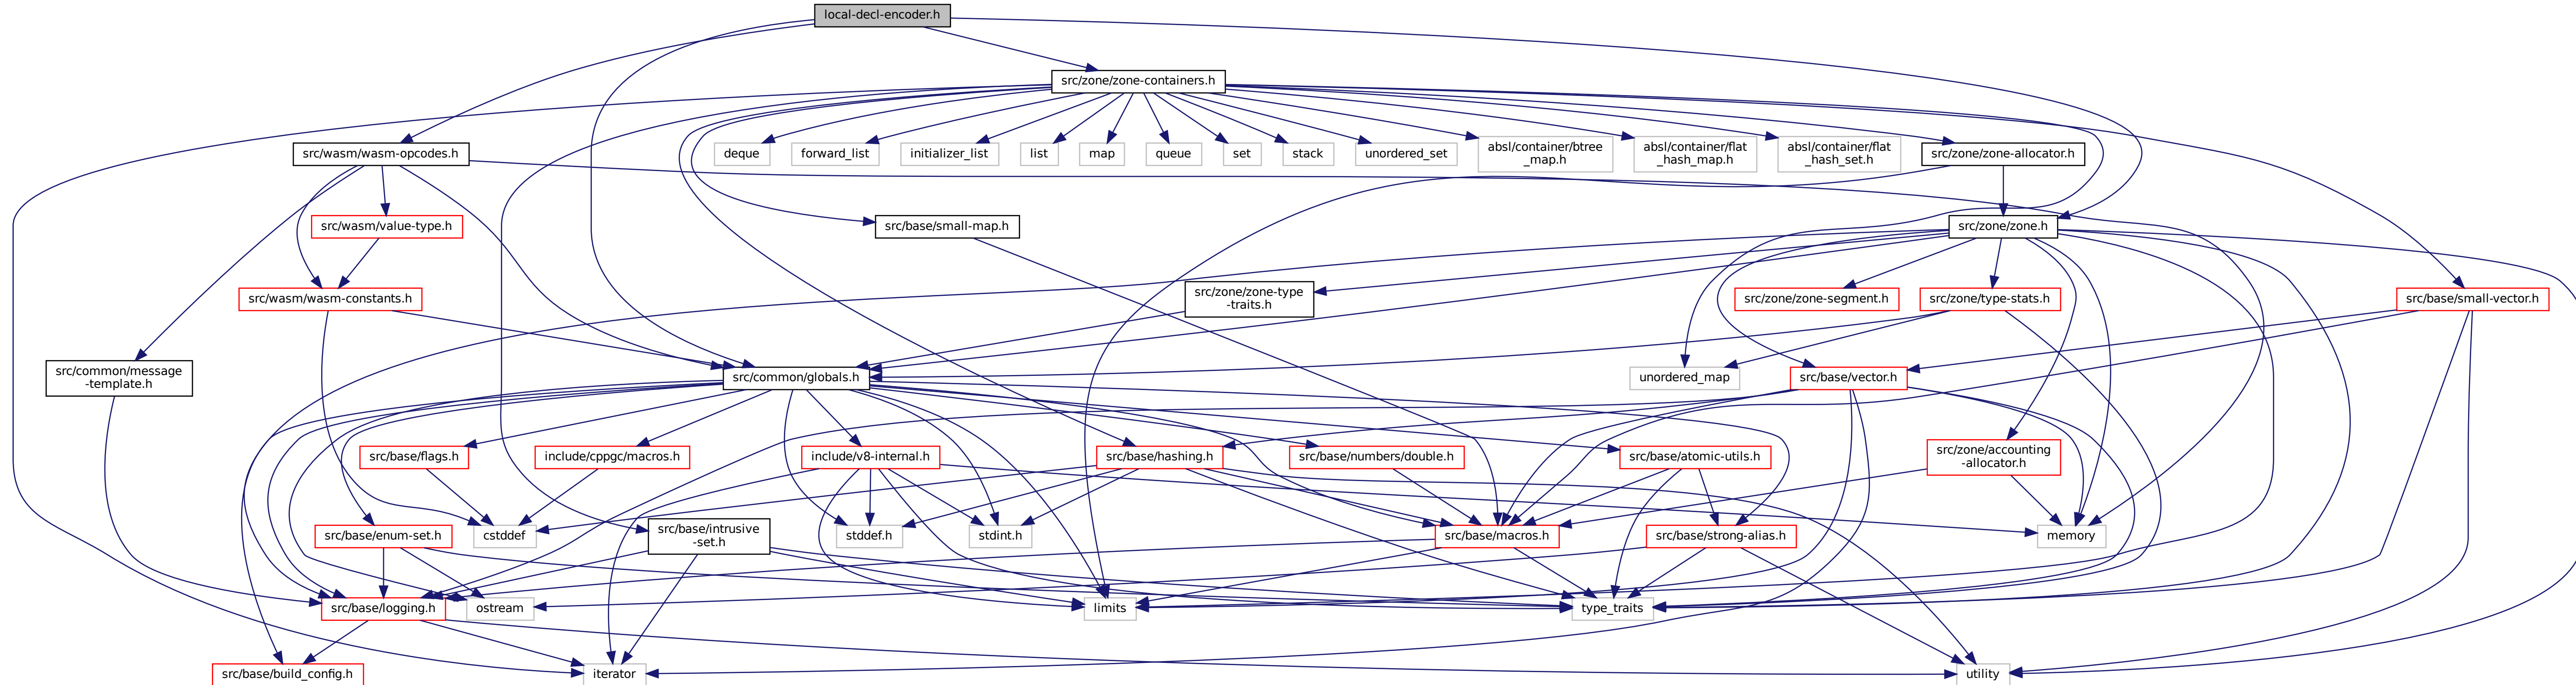 local-decl-encoder.h
src/zone/zone-containers.h
src/wasm/wasm-opcodes.h
deque
forward_list
initializer_list
list
map
queue
set
stack
unordered_set
absl/container/btree
_map.h
absl/container/flat
_hash_map.h
absl/container/flat
_hash_set.h
src/zone/zone-allocator.h
src/wasm/value-type.h
src/base/small-map.h
src/zone/zone.h
src/wasm/wasm-constants.h
src/zone/zone-type
-traits.h
src/zone/zone-segment.h
src/zone/type-stats.h
src/base/small-vector.h
src/common/message
-template.h
src/common/globals.h
unordered_map
src/base/vector.h
src/base/flags.h
include/cppgc/macros.h
include/v8-internal.h
src/base/hashing.h
src/base/numbers/double.h
src/base/atomic-utils.h
src/zone/accounting
-allocator.h
src/base/enum-set.h
cstddef
src/base/intrusive
-set.h
stddef.h
stdint.h
src/base/macros.h
src/base/strong-alias.h
memory
src/base/logging.h
ostream
limits
type_traits
src/base/build_config.h
iterator
utility